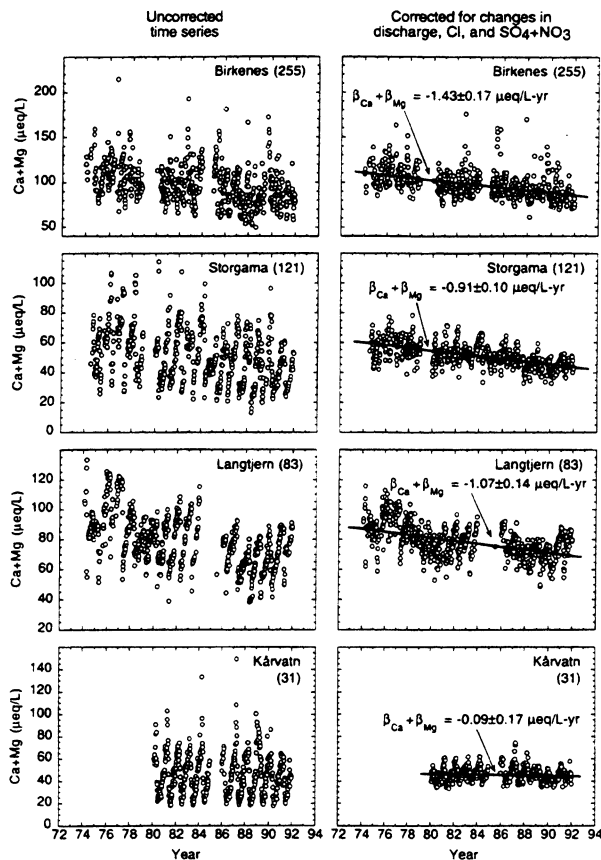 Uncorrected
time series
Corrected for changes in
discharge, Cl, and SO4+NO3
Birkenes (255)
Ca+Mg (μeq/L)
200
150
100
50
Birkenes (255)
βCa + βMg = -1.43±0.17 μeq/L-yr
Storgama (121)
Ca+Mg (μeq/L)
100
80
60
40
20
0
Storgama (121)
βCa + βMg = -0.91±0.10 μeq/L-yr
Langtjern (83)
Ca+Mg (μeq/L)
120
100
80
60
40
20
Langtjern (83)
βCa + βMg = -1.07±0.14 μeq/L-yr
Kårvatn
(31)
Ca+Mg (μeq/L)
140
120
100
80
60
40
20
0
Kårvatn
(31)
βCa + βMg = -0.09±0.17 μeq/L-yr
72 74 76 78 80 82 84 86 88 90 92 94
72 74 76 78 80 82 84 86 88 90 92 94
Year
Year